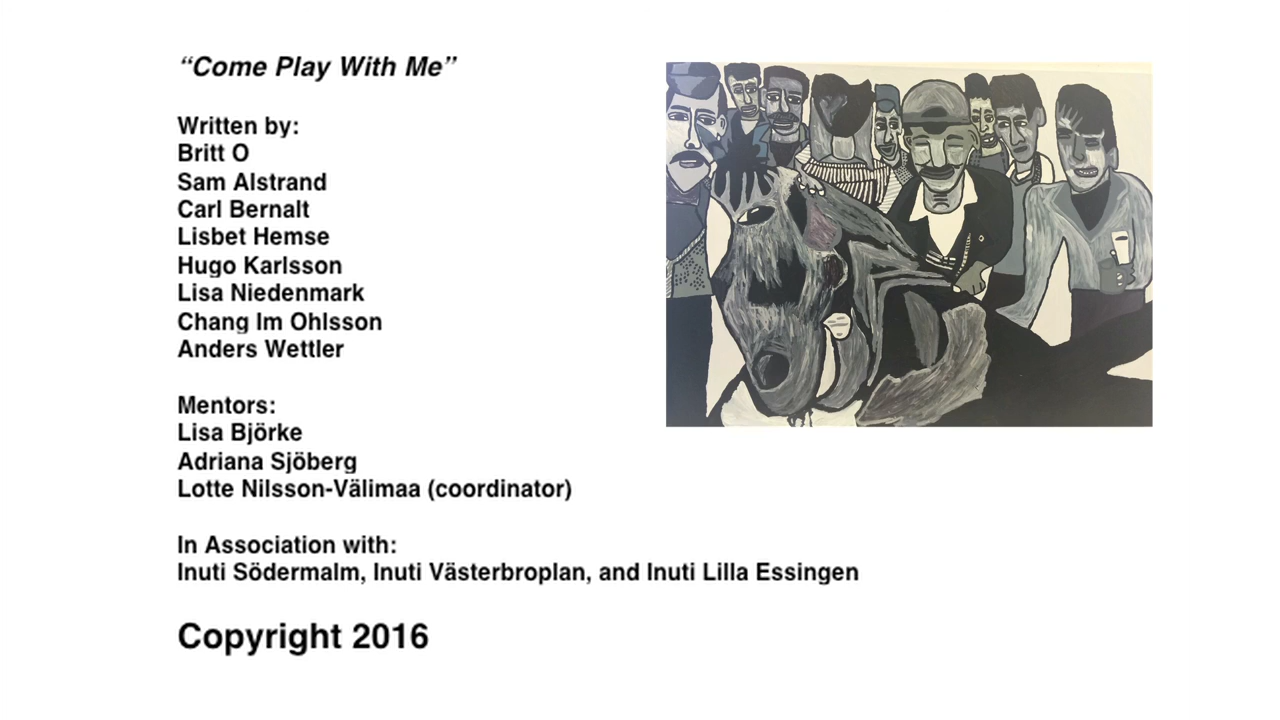 “Come Play With Me”
Written by:
Britt O
Sam Alstrand
Carl Bernalt
Lisbet Hemse
Hugo Karlsson
Lisa Niedenmark
Chang Im Ohlsson
Anders Wettler
Mentors:
Lisa Björke
Adriana Sjöberg
Lotte Nilsson-Välimaa (coordinator)
In Association with:
Inuti Södermalm, Inuti Västerbroplan, and Inuti Lilla Essingen
Copyright 2016